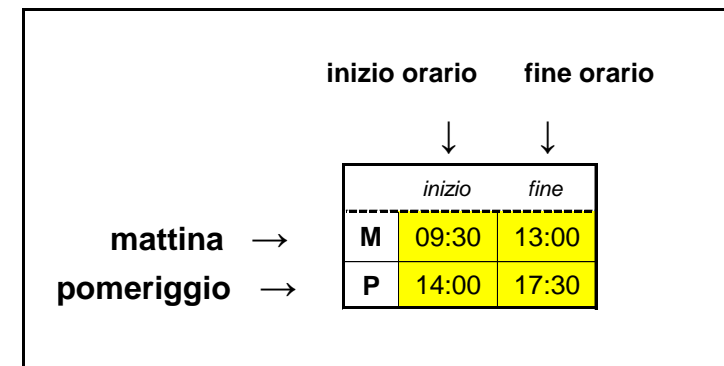 inizio orario fine orario
↓ ↓
inizio fine
mattina → M 09:30 13:00
pomeriggio → P 14:00 17:30